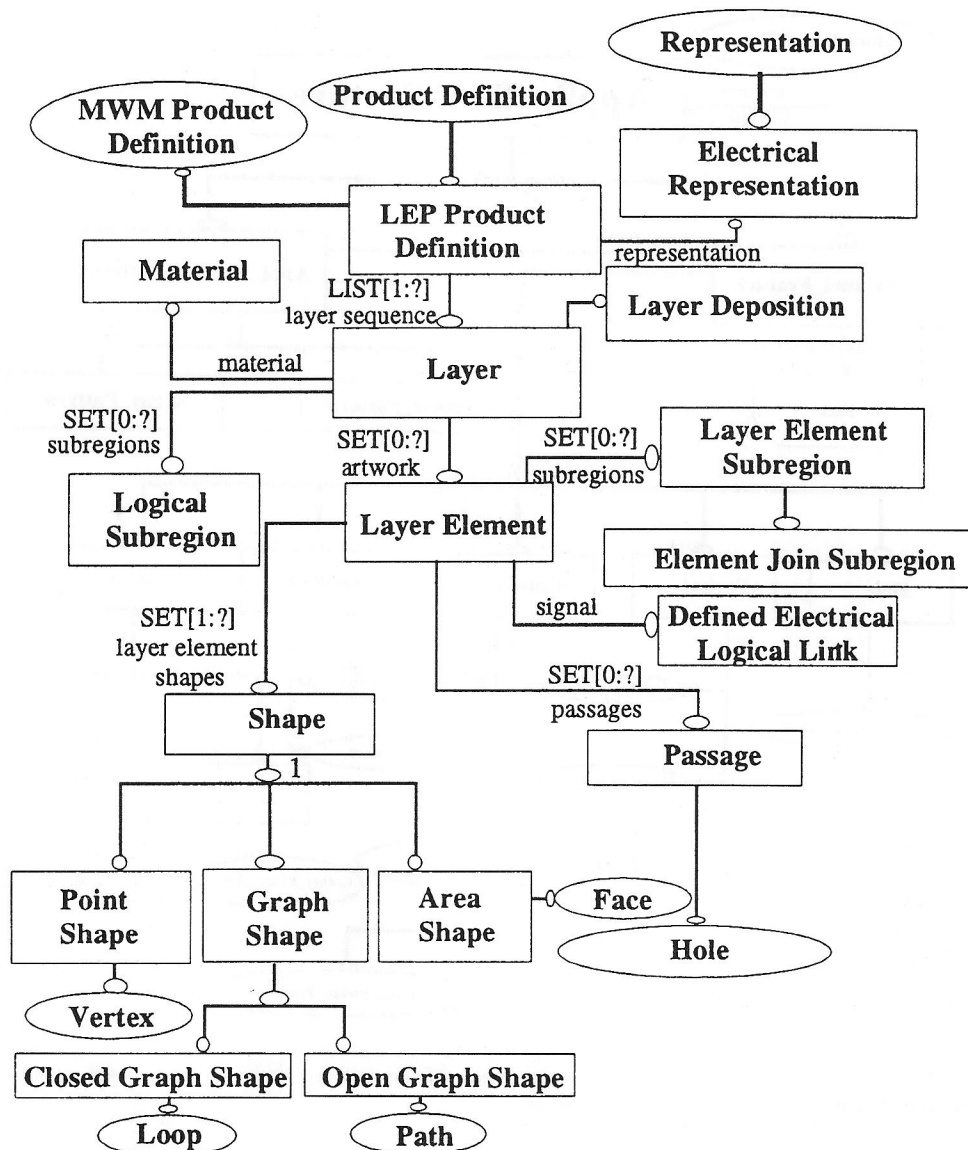 Representation
MWM Product
Definition
Product Definition
Electrical
Representation
LEP Product
Definition
representation
Material
LIST[1:?]
layer sequence
Layer Deposition
Layer
material
SET[0:?]
subregions
SET[0:?]
artwork
SET[0:?]
subregions
Layer Element
Subregion
Logical
Subregion
Layer Element
Element Join Subregion
signal
Defined Electrical
Logical Link
SET[1:?]
layer element
shapes
SET[0:?]
passages
Shape
1
Passage
Point
Shape
Graph
Shape
Area
Shape
Face
Hole
Vertex
Closed Graph Shape
Open Graph Shape
Loop
Path